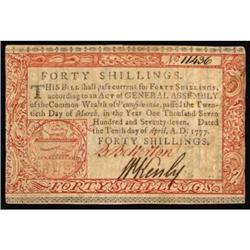 No 11436
FORTY SHILLINGS.
THIS BILL shall pass current for FORTY SHILLINGS,
according to an ACT of GENERAL ASSEMBLY
of the Common Wealth of Pennsylvania, passed the Twen-
tieth Day of March, in the Year One Thousand Seven
Hundred and Seventy-seven. Dated
the Tenth day of April, A.D. 1777.
FORTY SHILLINGS.
FORTY SHILLINGS